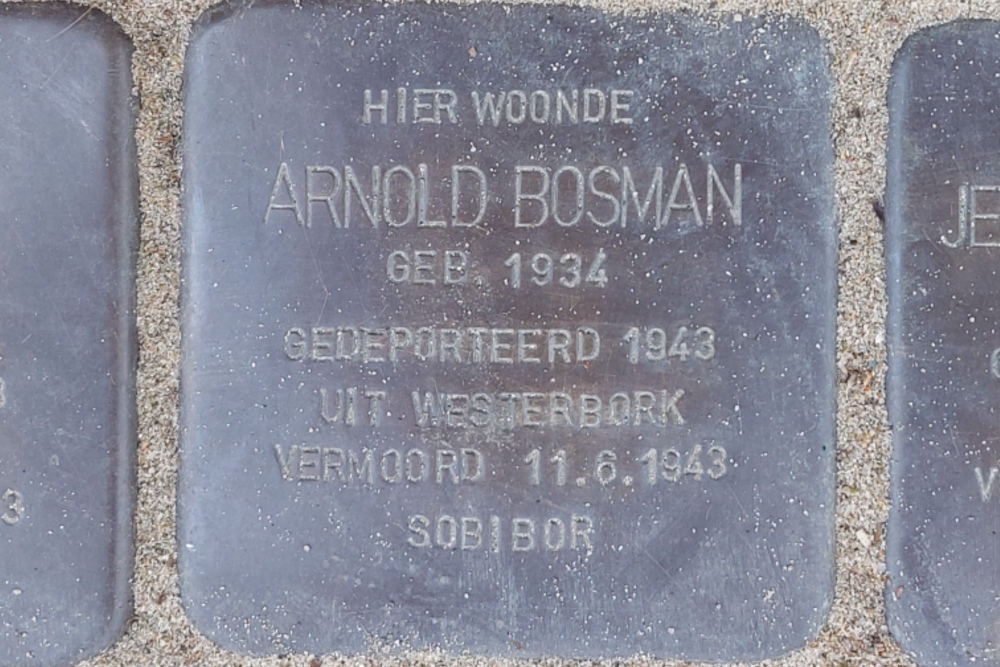 HIER WOONDE
ARNOLD BOSMAN
GEB. 1934
GEDEPORTEERD 1943
UIT WESTERBORK
VERMOORD 11.6.1943
SOBIBOR